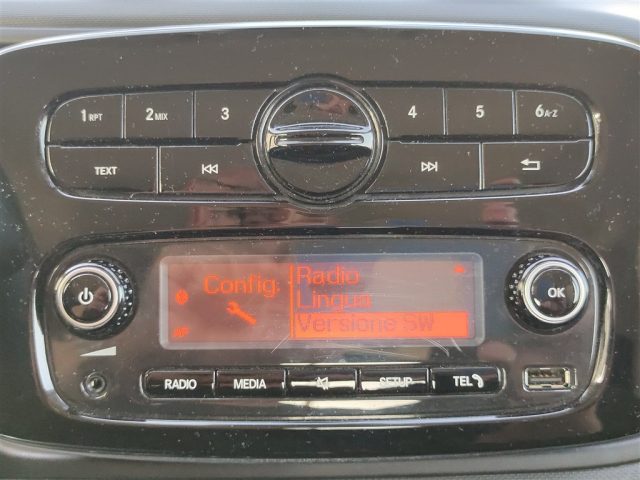 1 RPT 2 MIX 3 4 5 6 A-Z
TEXT
Config: Radio
Lingua
Versione SW
OK
RADIO MEDIA SETUP TEL